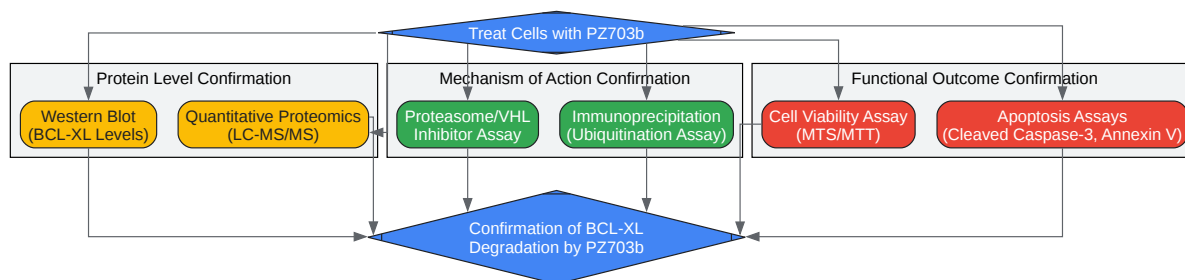 Treat Cells with PZ703b
Protein Level Confirmation
Western Blot
(BCL-XL Levels)
Quantitative Proteomics
(LC-MS/MS)
Mechanism of Action Confirmation
Proteasome/VHL
Inhibitor Assay
Immunoprecipitation
(Ubiquitination Assay)
Functional Outcome Confirmation
Cell Viability Assay
(MTS/MTT)
Apoptosis Assays
(Cleaved Caspase-3, Annexin V)
Confirmation of BCL-XL
Degradation by PZ703b